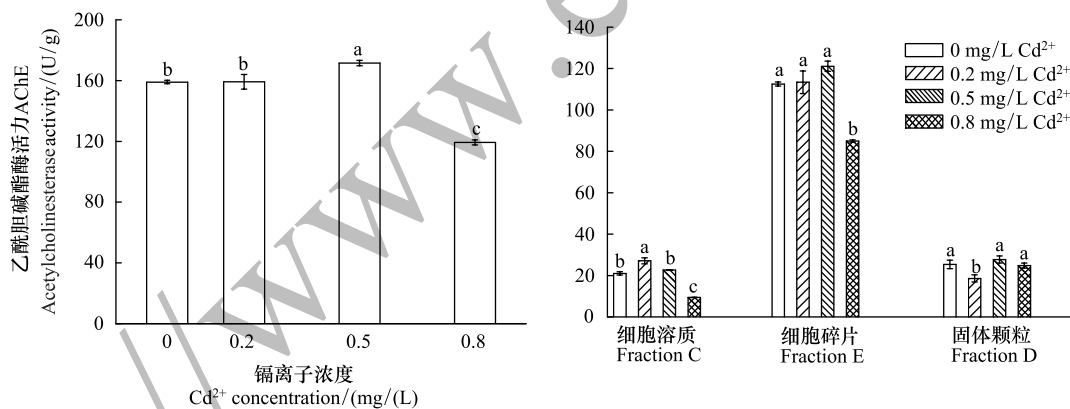 乙酰胆碱酯酶活力AChE
Acetylcholinesteraseactivity/(U/g)
200
160
120
80
40
0
b
b
a
c
0
0.2
0.5
0.8
镉离子浓度
Cd²⁺ concentration/(mg/(L)
140
120
100
80
60
40
20
0
b
a
b
c
a
a
a
b
a
b
a
a
0 mg/L Cd²⁺
0.2 mg/L Cd²⁺
0.5 mg/L Cd²⁺
0.8 mg/L Cd²⁺
细胞溶质
Fraction C
细胞碎片
Fraction E
固体颗粒
Fraction D
//www.c